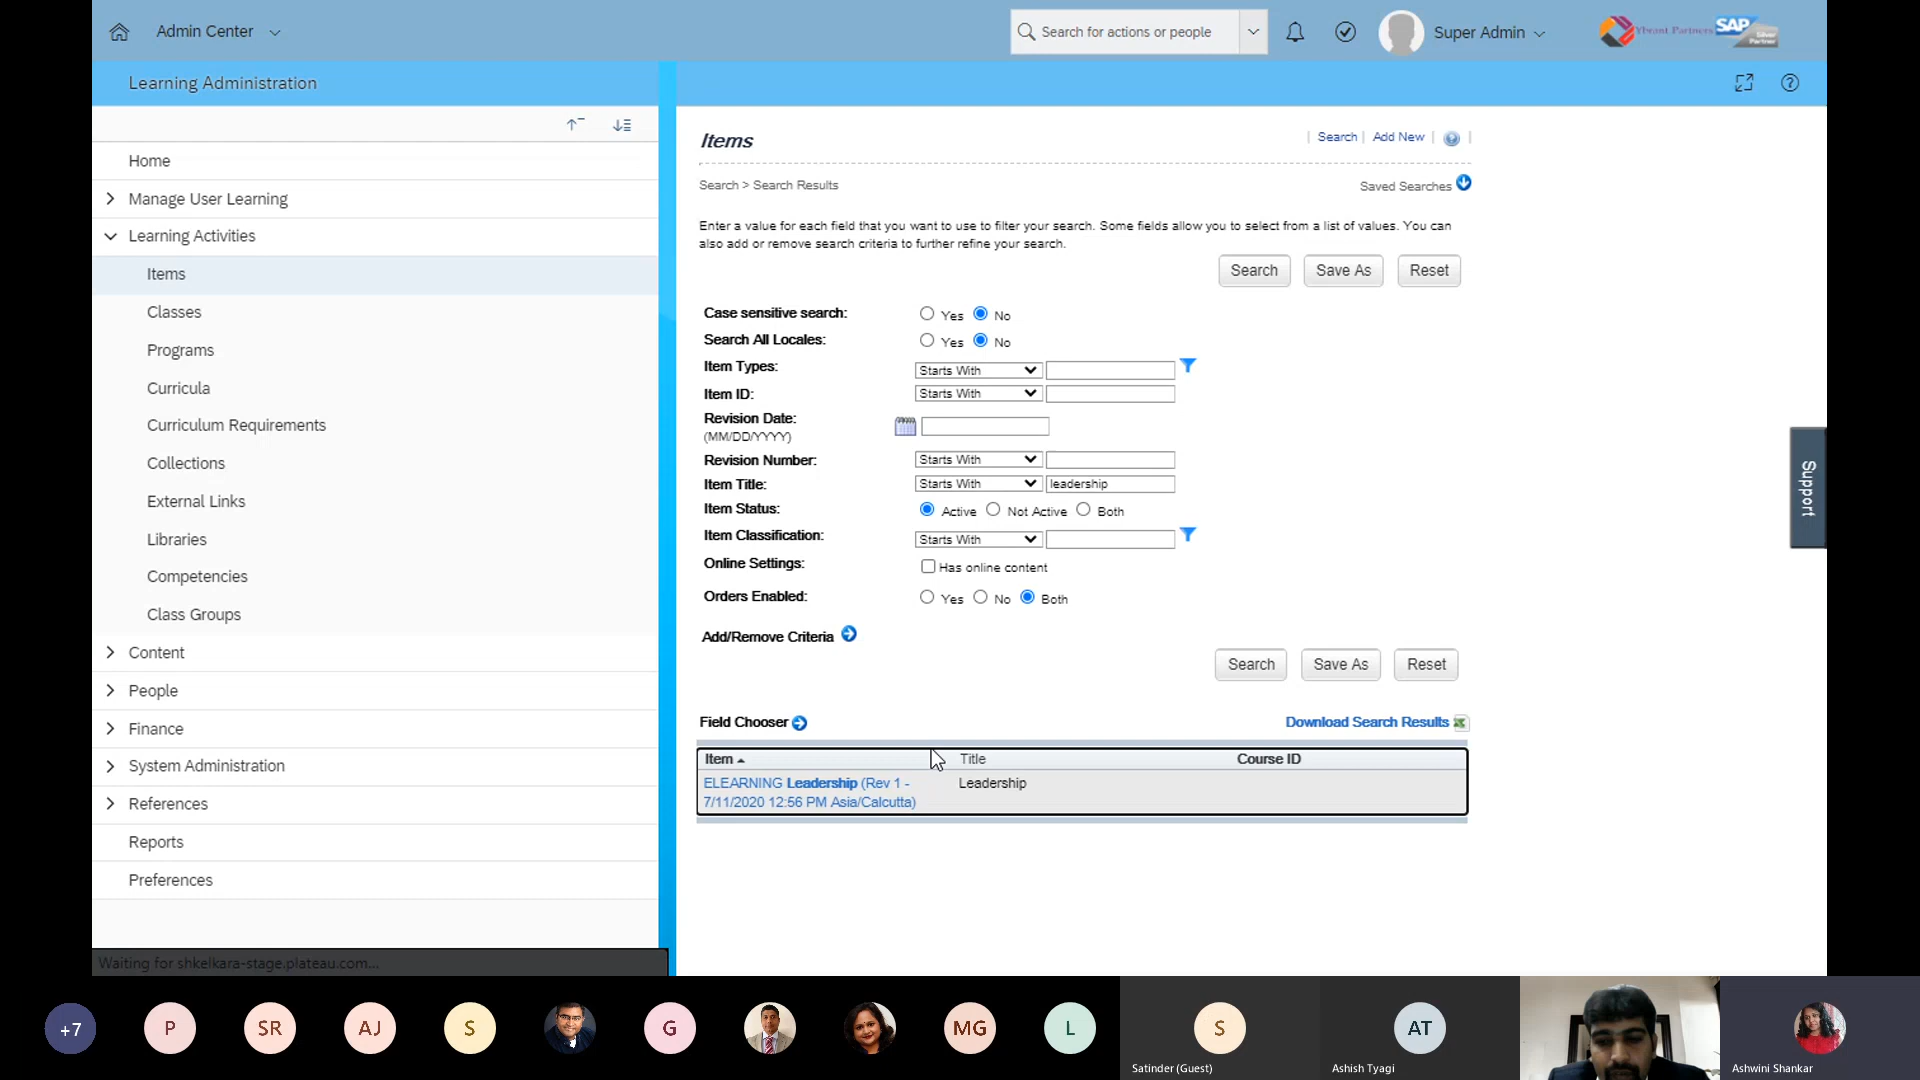 Admin Center
Search for actions or people
Super Admin
Ybrant Partners
SAP
Silver
Partner
Learning Administration
Home
Manage User Learning
Learning Activities
Items
Classes
Programs
Curricula
Curriculum Requirements
Collections
External Links
Libraries
Competencies
Class Groups
Content
People
Finance
System Administration
References
Reports
Preferences
Waiting for shkelkara-stage.plateau.com...
Items
| Search | Add New | ? |
Search > Search Results
Saved Searches
Enter a value for each field that you want to use to filter your search. Some fields allow you to select from a list of values. You can
also add or remove search criteria to further refine your search.
Search Save As Reset
Case sensitive search: Yes No
Search All Locales: Yes No
Item Types: Starts With
Item ID: Starts With
Revision Date:
(MM/DD/YYYY)
Revision Number: Starts With
Item Title: Starts With leadership
Item Status: Active Not Active Both
Item Classification: Starts With
Online Settings: Has online content
Orders Enabled: Yes No Both
Add/Remove Criteria
Search Save As Reset
Field Chooser
Download Search Results
Item Title Course ID
ELEARNING Leadership (Rev 1 - Leadership
7/11/2020 12:56 PM Asia/Calcutta)
Support
+7 P SR AJ S G MG L S AT
Satinder (Guest) Ashish Tyagi Ashwini Shankar